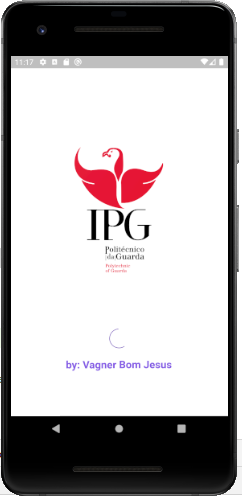 11:17
IPG
Politécnico
da Guarda
Polytechnic
of Guarda
by: Vagner Bom Jesus